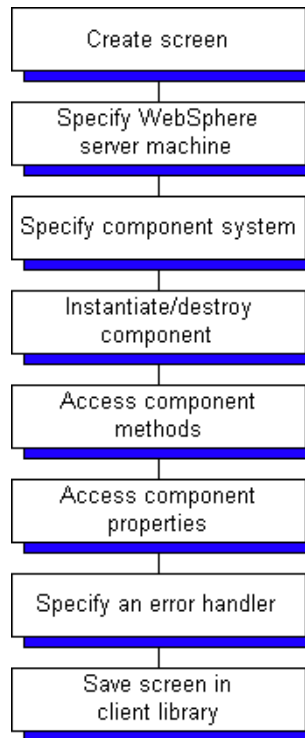 Create screen
Specify WebSphere
server machine
Specify component system
Instantiate/destroy
component
Access component
methods
Access component
properties
Specify an error handler
Save screen in
client library